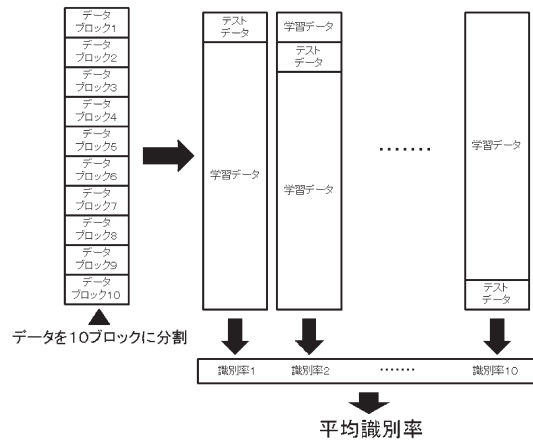 データ
ブロック1
データ
ブロック2
データ
ブロック3
データ
ブロック4
データ
ブロック5
データ
ブロック6
データ
ブロック7
データ
ブロック8
データ
ブロック9
データ
ブロック10
データを10ブロックに分割
テスト
データ
学習データ
学習データ
テスト
データ
学習データ
・・・・・・・
学習データ
テスト
データ
識別率1
識別率2
・・・・・・・
識別率10
平均識別率